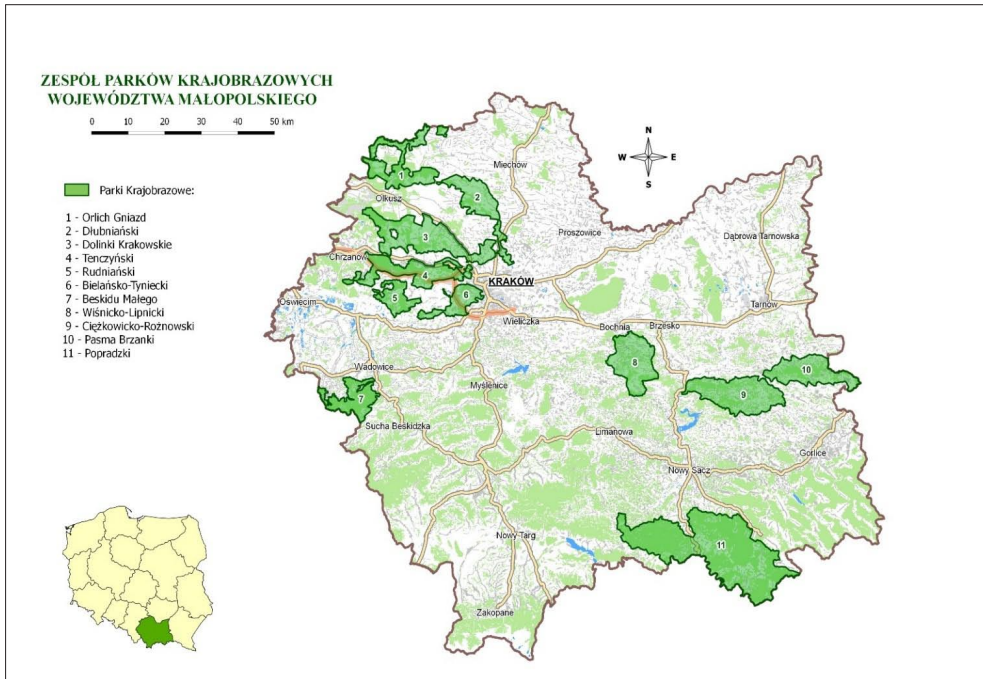 ZESPÓŁ PARKÓW KRAJOBRAZOWYCH
WOJEWÓDZTWA MAŁOPOLSKIEGO
0 10 20 30 40 50 km
Parki Krajobrazowe:
1 - Orlich Gniazd
2 - Dłubniański
3 - Dolinki Krakowskie
4 - Tenczyński
5 - Rudniański
6 - Bielańsko-Tyniecki
7 - Beskidu Małego
8 - Wiśnicko-Lipnicki
9 - Ciężkowicko-Rożnowski
10 - Pasma Brzanki
11 - Popradzki
N
W E
S
Miechów
1
Olkusz
2
Proszowice
Dąbrowa Tarnowska
3
Chrzanów
4
KRAKÓW
Oświęcim
5
6
Tarnów
Wieliczka
Bochnia
Brzesko
8
Wadowice
10
Myślenice
9
7
Sucha Beskidzka
Limanowa
Gorlice
Nowy Sącz
Nowy Targ
11
Zakopane